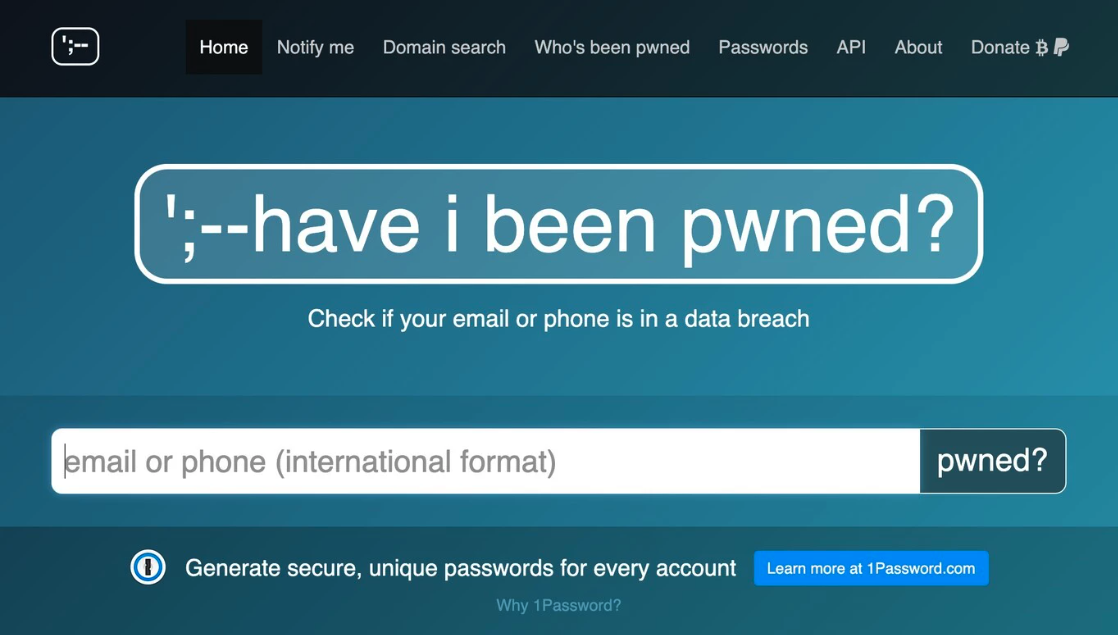 ';--
Home Notify me Domain search Who's been pwned Passwords API About Donate
';--have i been pwned?
Check if your email or phone is in a data breach
email or phone (international format) pwned?
Generate secure, unique passwords for every account Learn more at 1Password.com
Why 1Password?